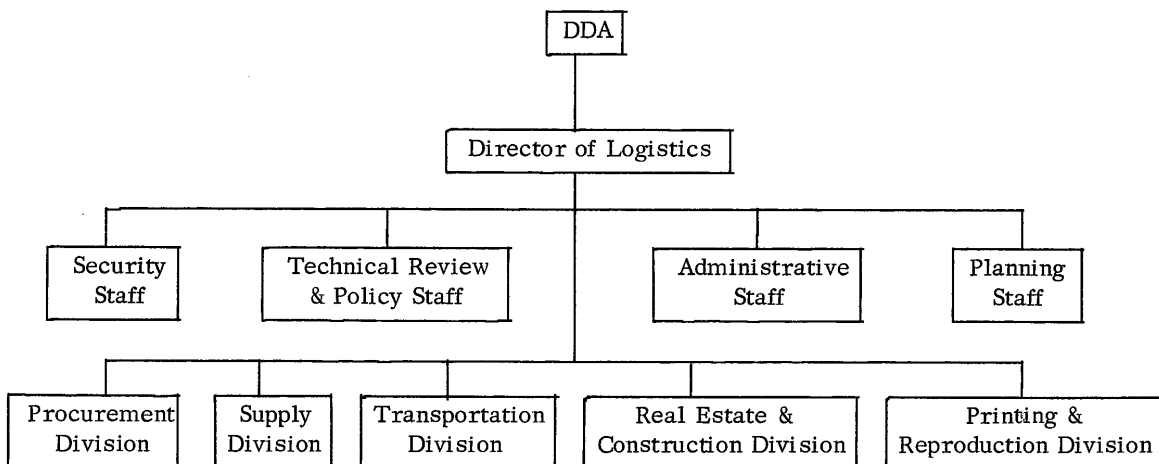 DDA
Director of Logistics
Security
Staff
Technical Review
& Policy Staff
Administrative
Staff
Planning
Staff
Procurement
Division
Supply
Division
Transportation
Division
Real Estate &
Construction Division
Printing &
Reproduction Division